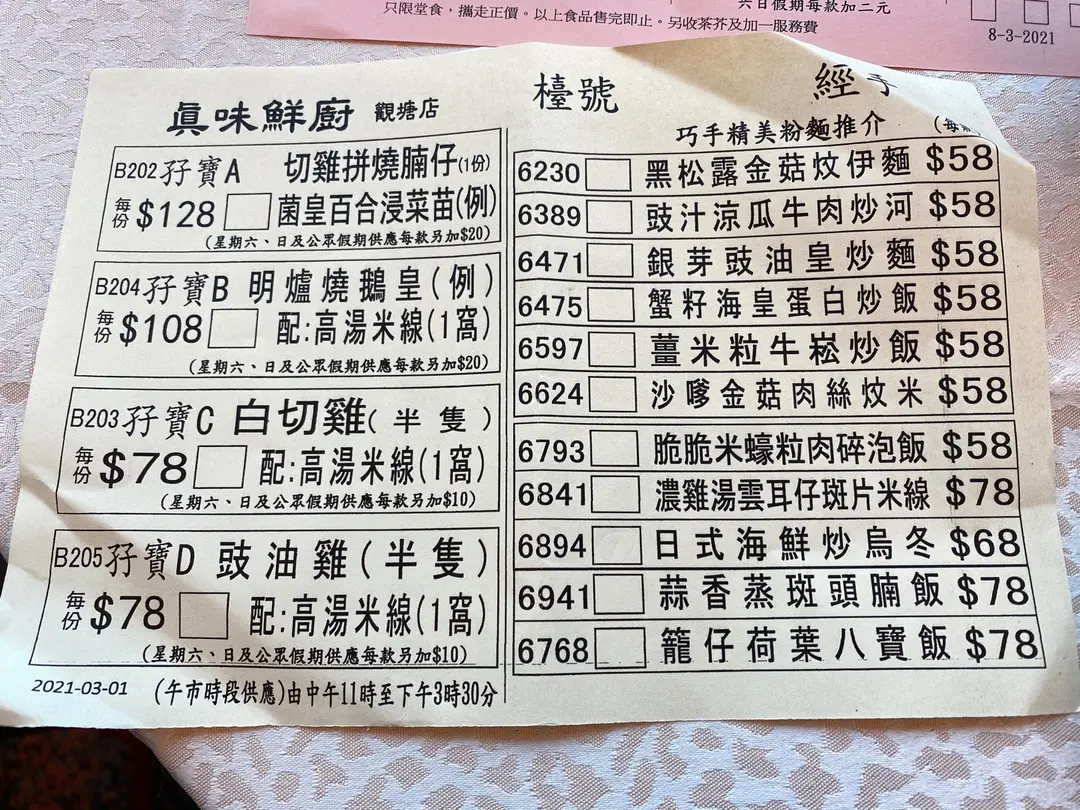 只限堂食，攜走正價。以上食品售完即止。另收茶芥及加一服務費
六日假期每款加二元
8-3-2021
真味鮮廚 觀塘店
檯號
經手
B202 孖寶A 切雞拼燒腩仔(1份)
每份 $128 菌皇百合浸菜苗(例)
(星期六、日及公眾假期供應每款另加$20)
B204 孖寶B 明爐燒鵝皇(例)
每份 $108 配:高湯米線(1窩)
(星期六、日及公眾假期供應每款另加$20)
B203 孖寶C 白切雞(半隻)
每份 $78 配:高湯米線(1窩)
(星期六、日及公眾假期供應每款另加$10)
B205 孖寶D 豉油雞(半隻)
每份 $78 配:高湯米線(1窩)
(星期六、日及公眾假期供應每款另加$10)
2021-03-01 (午市時段供應)由中午11時至下午3時30分
巧手精美粉麵推介
6230 黑松露金菇炆伊麵 $58
6389 豉汁涼瓜牛肉炒河 $58
6471 銀芽豉油皇炒麵 $58
6475 蟹籽海皇蛋白炒飯 $58
6597 薑米粒牛崧炒飯 $58
6624 沙嗲金菇肉絲炆米 $58
6793 脆脆米蠔粒肉碎泡飯 $58
6841 濃雞湯雲耳仔斑片米線 $78
6894 日式海鮮炒烏冬 $68
6941 蒜香蒸斑頭腩飯 $78
6768 籠仔荷葉八寶飯 $78